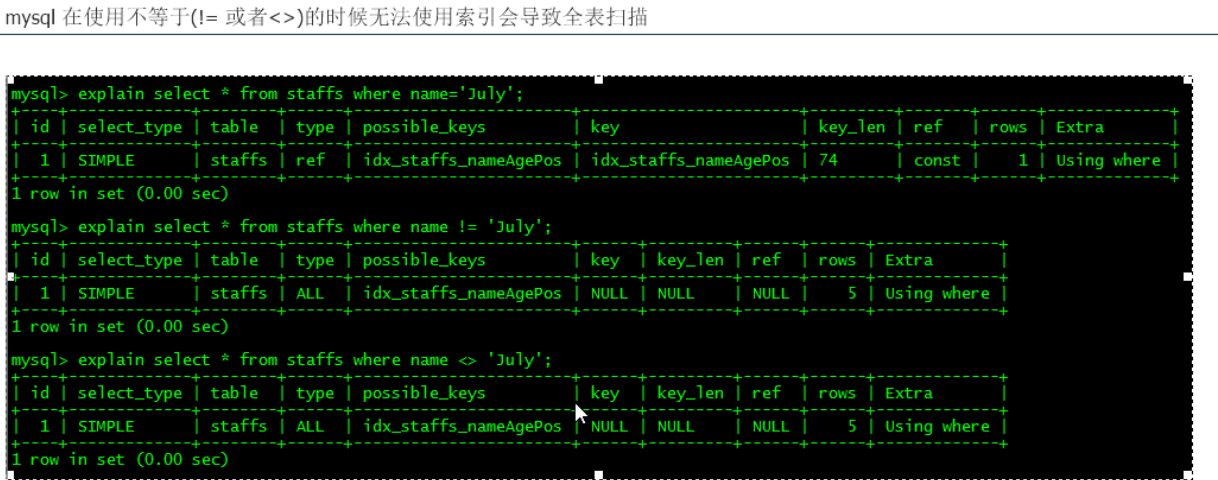 mysql 在使用不等于(!= 或者<>)的时候无法使用索引会导致全表扫描
mysql> explain select * from staffs where name='July';
+----+-------------+--------+------+-----------------------+-----------------------+---------+-------+------+-------------+
| id | select_type | table | type | possible_keys | key | key_len | ref | rows | Extra |
+----+-------------+--------+------+-----------------------+-----------------------+---------+-------+------+-------------+
| 1 | SIMPLE | staffs | ref | idx_staffs_nameAgePos | idx_staffs_nameAgePos | 74 | const | 1 | Using where |
+----+-------------+--------+------+-----------------------+-----------------------+---------+-------+------+-------------+
1 row in set (0.00 sec)
mysql> explain select * from staffs where name != 'July';
+----+-------------+--------+------+-----------------------+------+---------+------+------+-------------+
| id | select_type | table | type | possible_keys | key | key_len | ref | rows | Extra |
+----+-------------+--------+------+-----------------------+------+---------+------+------+-------------+
| 1 | SIMPLE | staffs | ALL | idx_staffs_nameAgePos | NULL | NULL | NULL | 5 | Using where |
+----+-------------+--------+------+-----------------------+------+---------+------+------+-------------+
1 row in set (0.00 sec)
mysql> explain select * from staffs where name <> 'July';
+----+-------------+--------+------+-----------------------+------+---------+------+------+-------------+
| id | select_type | table | type | possible_keys | key | key_len | ref | rows | Extra |
+----+-------------+--------+------+-----------------------+------+---------+------+------+-------------+
| 1 | SIMPLE | staffs | ALL | idx_staffs_nameAgePos | NULL | NULL | NULL | 5 | Using where |
+----+-------------+--------+------+-----------------------+------+---------+------+------+-------------+
1 row in set (0.00 sec)